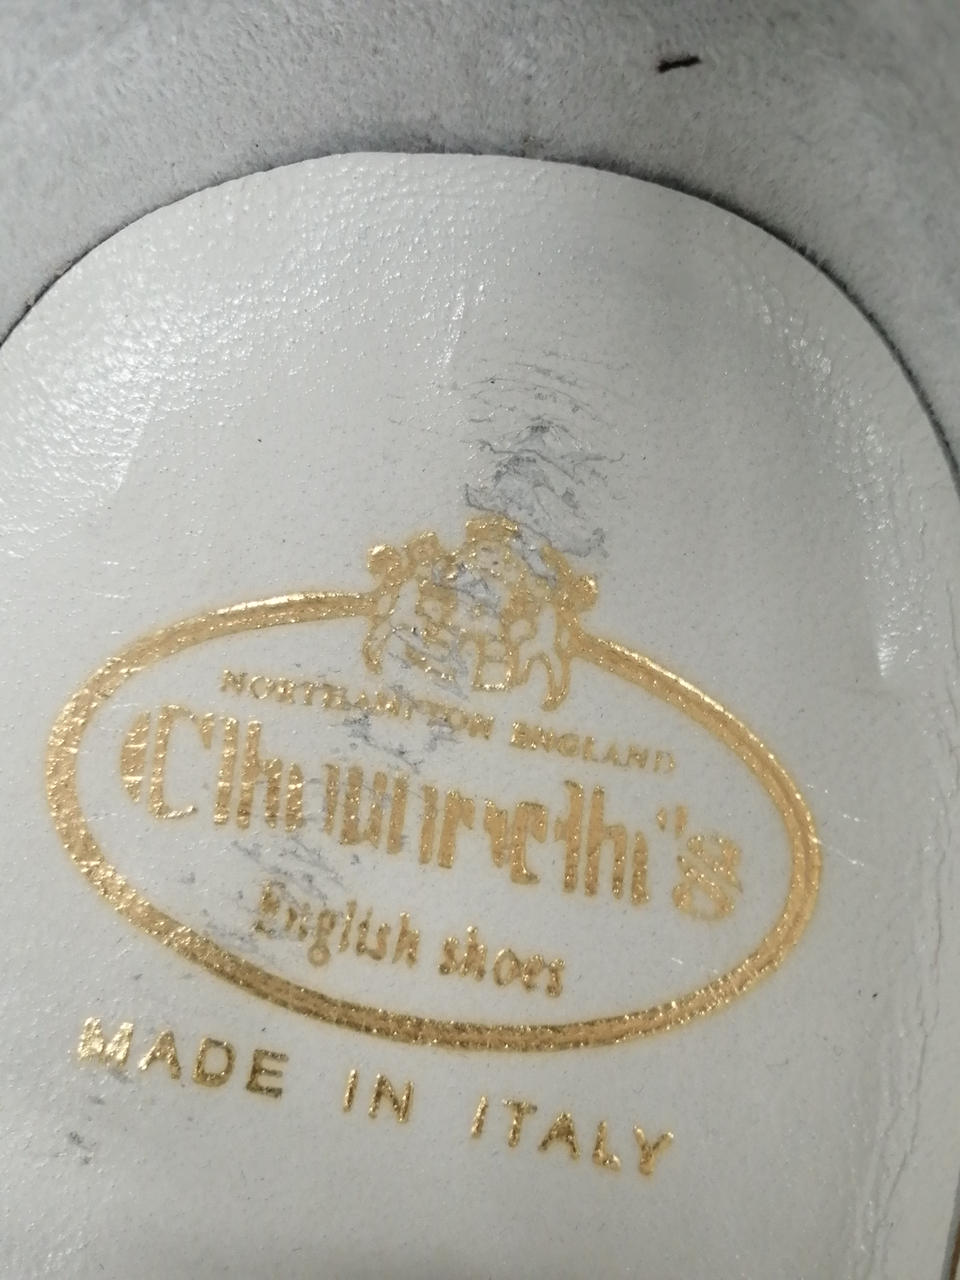 NORTHAMPTON ENGLAND
Church's
English shoes
MADE IN ITALY